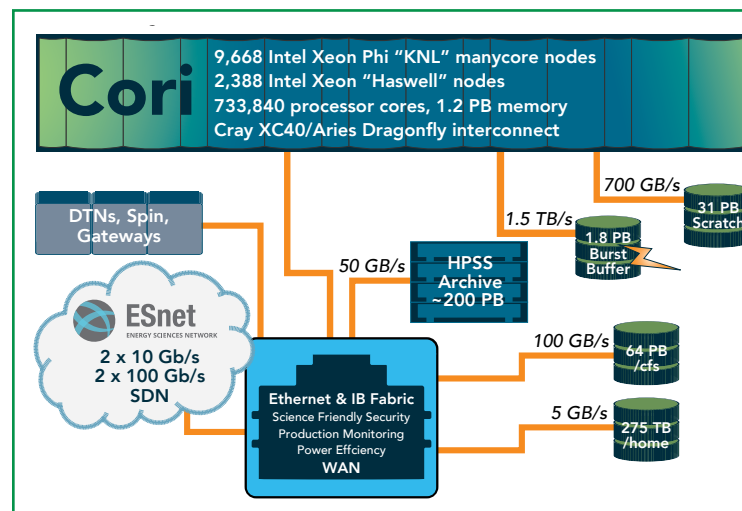 Cori
9,668 Intel Xeon Phi “KNL” manycore nodes
2,388 Intel Xeon “Haswell” nodes
733,840 processor cores, 1.2 PB memory
Cray XC40/Aries Dragonfly interconnect
700 GB/s
31 PB
Scratch
DTNs, Spin,
Gateways
1.5 TB/s
1.8 PB
Burst
Buffer
50 GB/s
HPSS
Archive
~200 PB
ESnet
ENERGY SCIENCES NETWORK
2 x 10 Gb/s
2 x 100 Gb/s
SDN
100 GB/s
64 PB
/cfs
Ethernet & IB Fabric
Science Friendly Security
Production Monitoring
Power Effciency
WAN
5 GB/s
275 TB
/home